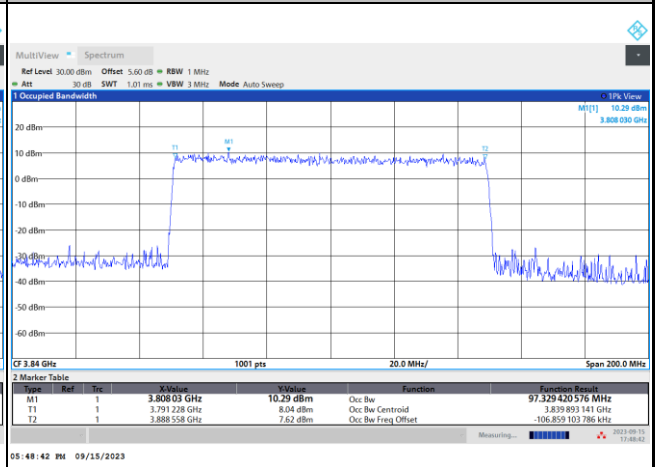 MultiView Spectrum
Ref Level 30.00 dBm Offset 5.60 dB RBW 1 MHz
Att 30 dB SWT 1.01 ms VBW 3 MHz Mode Auto Sweep
1 Occupied Bandwidth 1Pk View
M1[1] 10.29 dBm
3.808 030 GHz
20 dBm
T1 M1 T2
10 dBm
0 dBm
-10 dBm
-20 dBm
-30 dBm
-40 dBm
-50 dBm
-60 dBm
CF 3.84 GHz 1001 pts 20.0 MHz/ Span 200.0 MHz
2 Marker Table
Type Ref Trc X-Value Y-Value Function Function Result
M1 1 3.808 03 GHz 10.29 dBm Occ Bw 97.329 420 576 MHz
T1 1 3.791 228 GHz 8.04 dBm Occ Bw Centroid 3.839 893 141 GHz
T2 1 3.888 558 GHz 7.62 dBm Occ Bw Freq Offset -106.859 103 786 kHz
Measuring... 2023-09-15
17:48:42
05:48:42 PM 09/15/2023